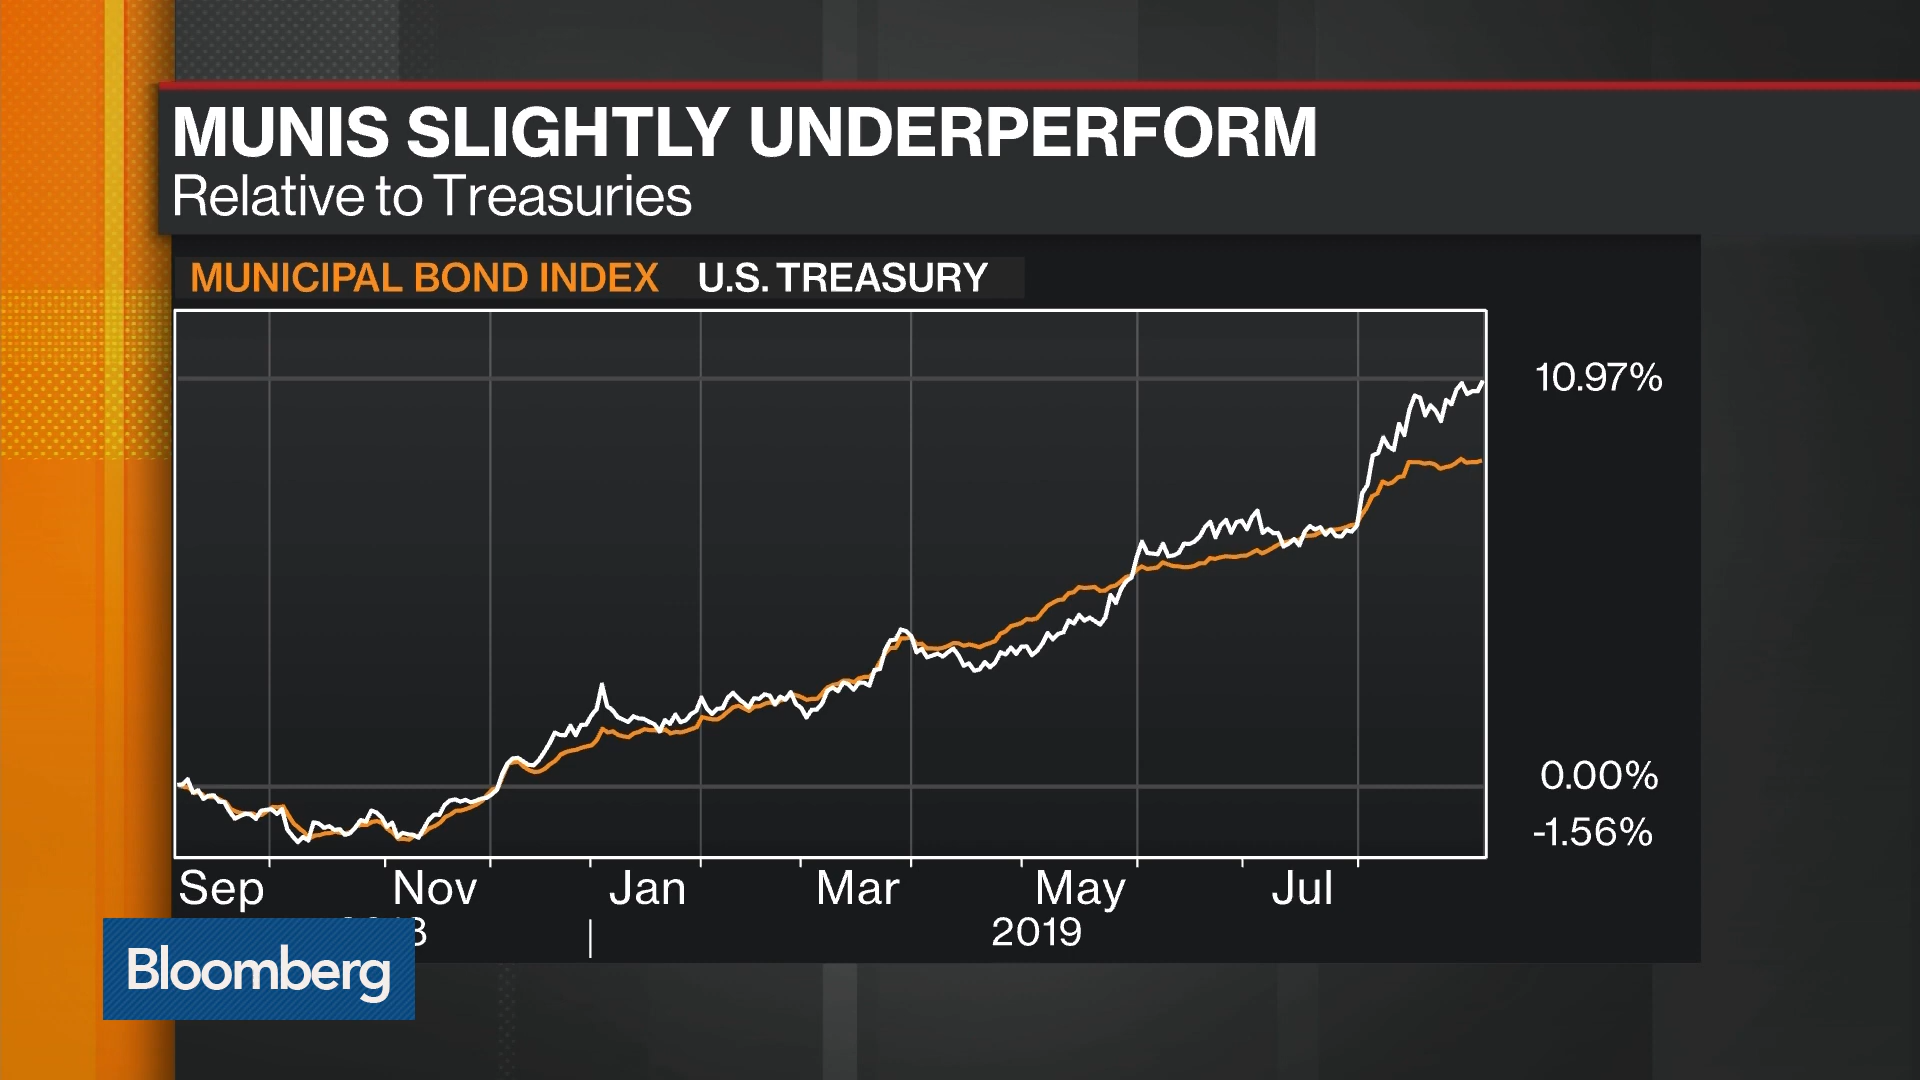 MUNIS SLIGHTLY UNDERPERFORM
Relative to Treasuries
MUNICIPAL BOND INDEX U.S. TREASURY
10.97%
0.00%
-1.56%
Sep Nov Jan Mar May Jul
2019
Bloomberg